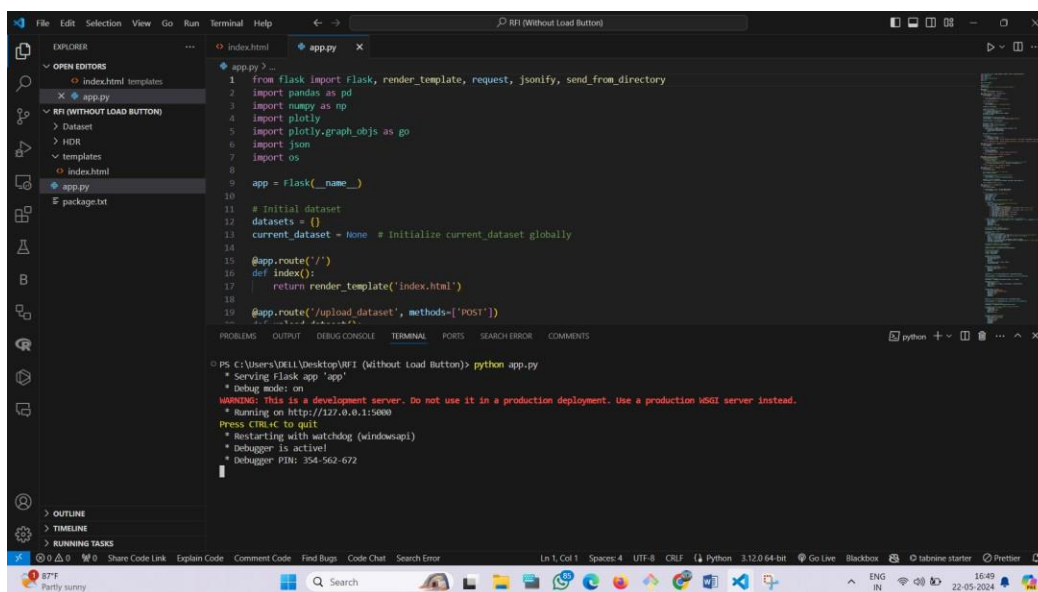 File Edit Selection View Go Run Terminal Help
RFI (Without Load Button)
EXPLORER
index.html
app.py
OPEN EDITORS
index.html templates
app.py
RFI (WITHOUT LOAD BUTTON)
Dataset
HDR
templates
index.html
app.py
package.txt
OUTLINE
TIMELINE
RUNNING TASKS
app.py > ...
1 from flask import Flask, render_template, request, jsonify, send_from_directory
2 import pandas as pd
3 import numpy as np
4 import plotly
5 import plotly.graph_objs as go
6 import json
7 import os
8
9 app = Flask(__name__)
10
11 # Initial dataset
12 datasets = {}
13 current_dataset = None # Initialize current_dataset globally
14
15 @app.route('/')
16 def index():
17 return render_template('index.html')
18
19 @app.route('/upload_dataset', methods=['POST'])
PROBLEMS OUTPUT DEBUG CONSOLE TERMINAL PORTS SEARCH ERROR COMMENTS
python
PS C:\Users\DELL\Desktop\RFI (Without Load Button)> python app.py
* Serving Flask app 'app'
* Debug mode: on
WARNING: This is a development server. Do not use it in a production deployment. Use a production WSGI server instead.
* Running on http://127.0.0.1:5000
Press CTRL+C to quit
* Restarting with watchdog (windowsapi)
* Debugger is active!
* Debugger PIN: 354-562-672
0 0 0 Share Code Link Explain Code Comment Code Find Bugs Code Chat Search Error Ln 1, Col 1 Spaces: 4 UTF-8 CRLF Python 3.12.0 64-bit Go Live Blackbox tabnine starter Prettier
87°F
Partly sunny
Search
85
ENG
IN
16:49
22-05-2024